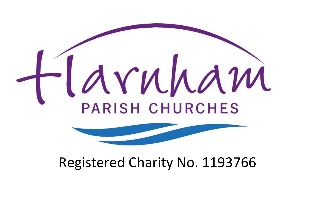 Harnham
PARISH CHURCHES
Registered Charity No. 1193766